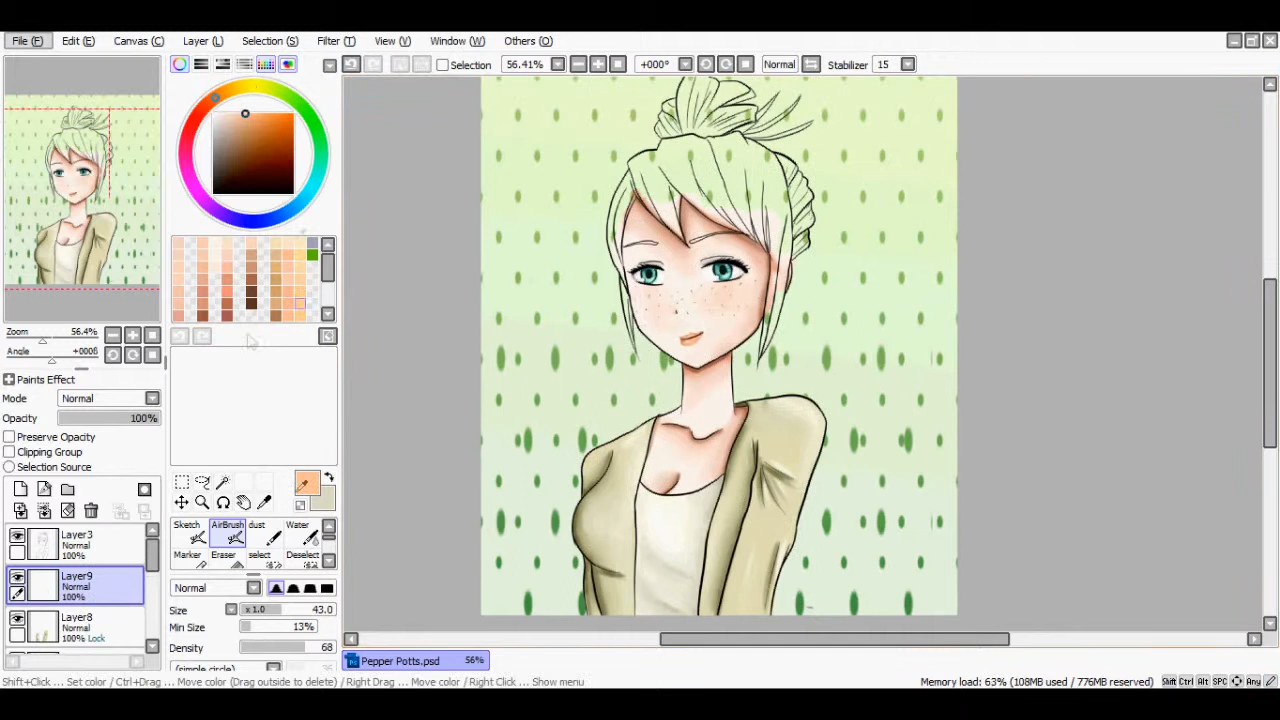 File (F) Edit (E) Canvas (C) Layer (L) Selection (S) Filter (T) View (V) Window (W) Others (O)
Selection 56.41% +000° Normal Stabilizer 15
Zoom 56.4%
Angle
Paints Effect
Mode Normal
Opacity 100%
Preserve Opacity
Clipping Group
Selection Source
Layer3
Normal
100%
Layer9
Normal
100%
Layer8
Normal
100% Lock
Sketch AirBrush dust Water
Marker Eraser select Deselect
Normal
Size x 1.0 43.0
Min Size 13%
Density 68
(simple circle)
Pepper Potts.psd 56%
Shift+Click ... Set color / Ctrl+Drag ... Move color (Drag outside to delete) / Right Drag ... Move color / Right Click ... Show menu
Memory load: 63% (108MB used / 776MB reserved) Shift Ctrl Alt SPC Any